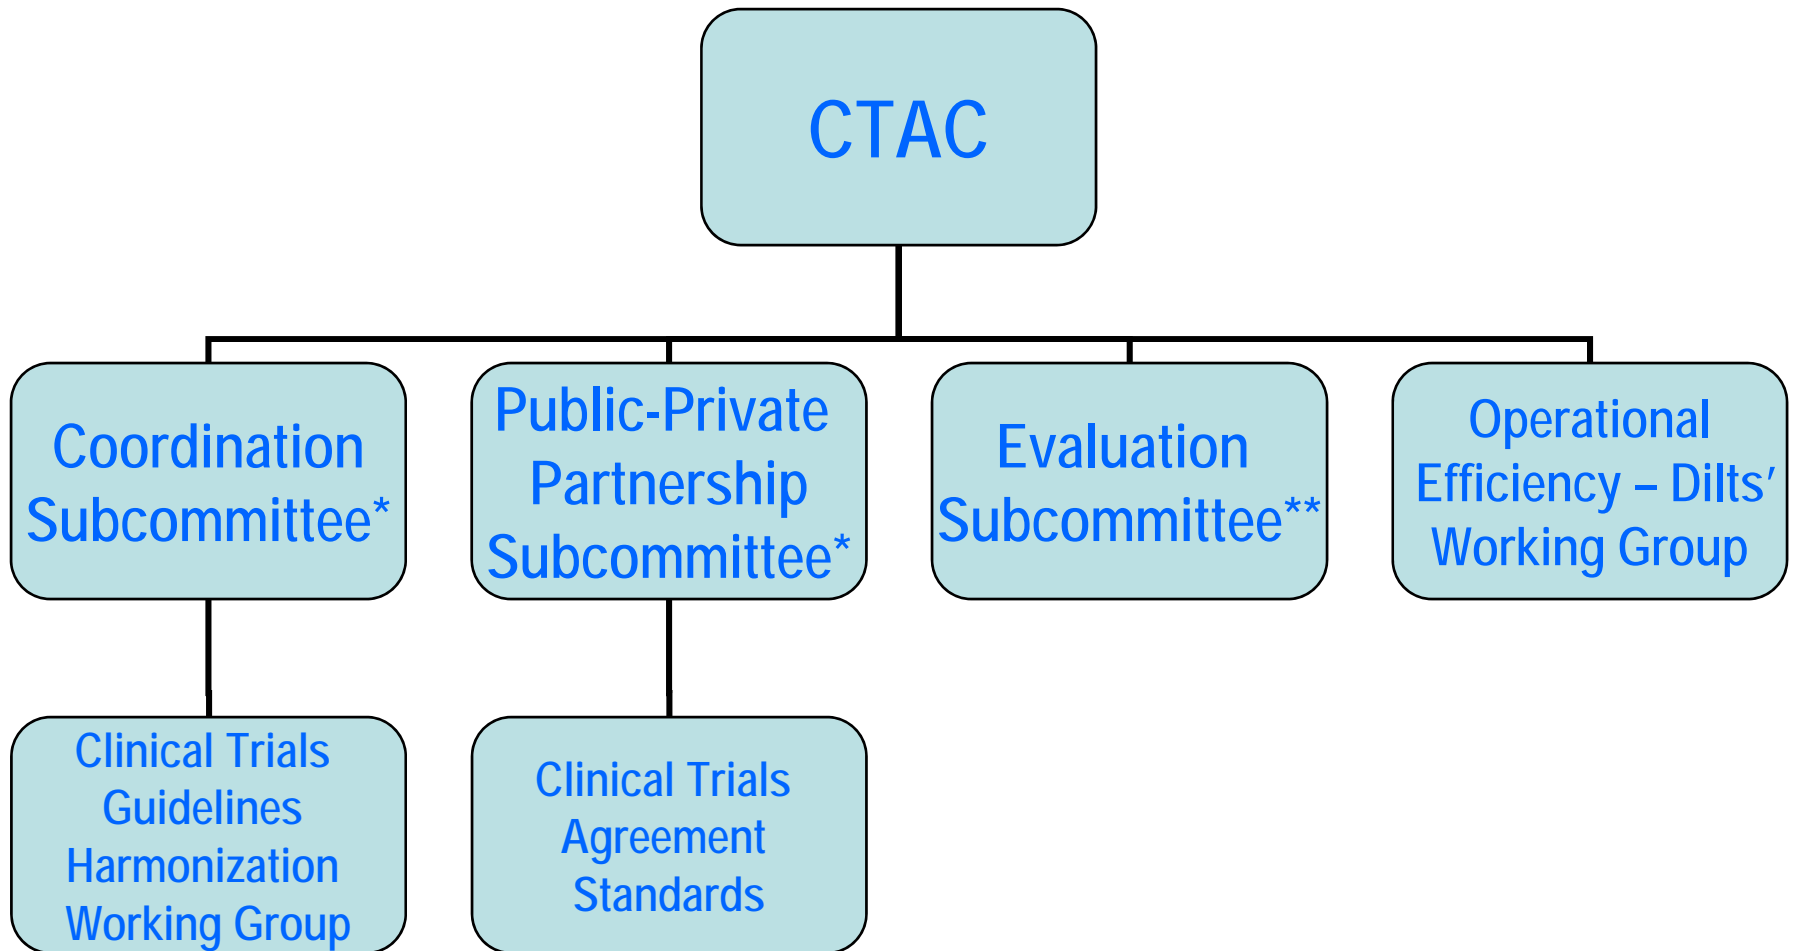 CTAC
Coordination
Subcommittee*
Public-Private
Partnership
Subcommittee*
Evaluation
Subcommittee**
Operational
Efficiency – Dilts’
Working Group
Clinical Trials
Guidelines
Harmonization
Working Group
Clinical Trials
Agreement
Standards